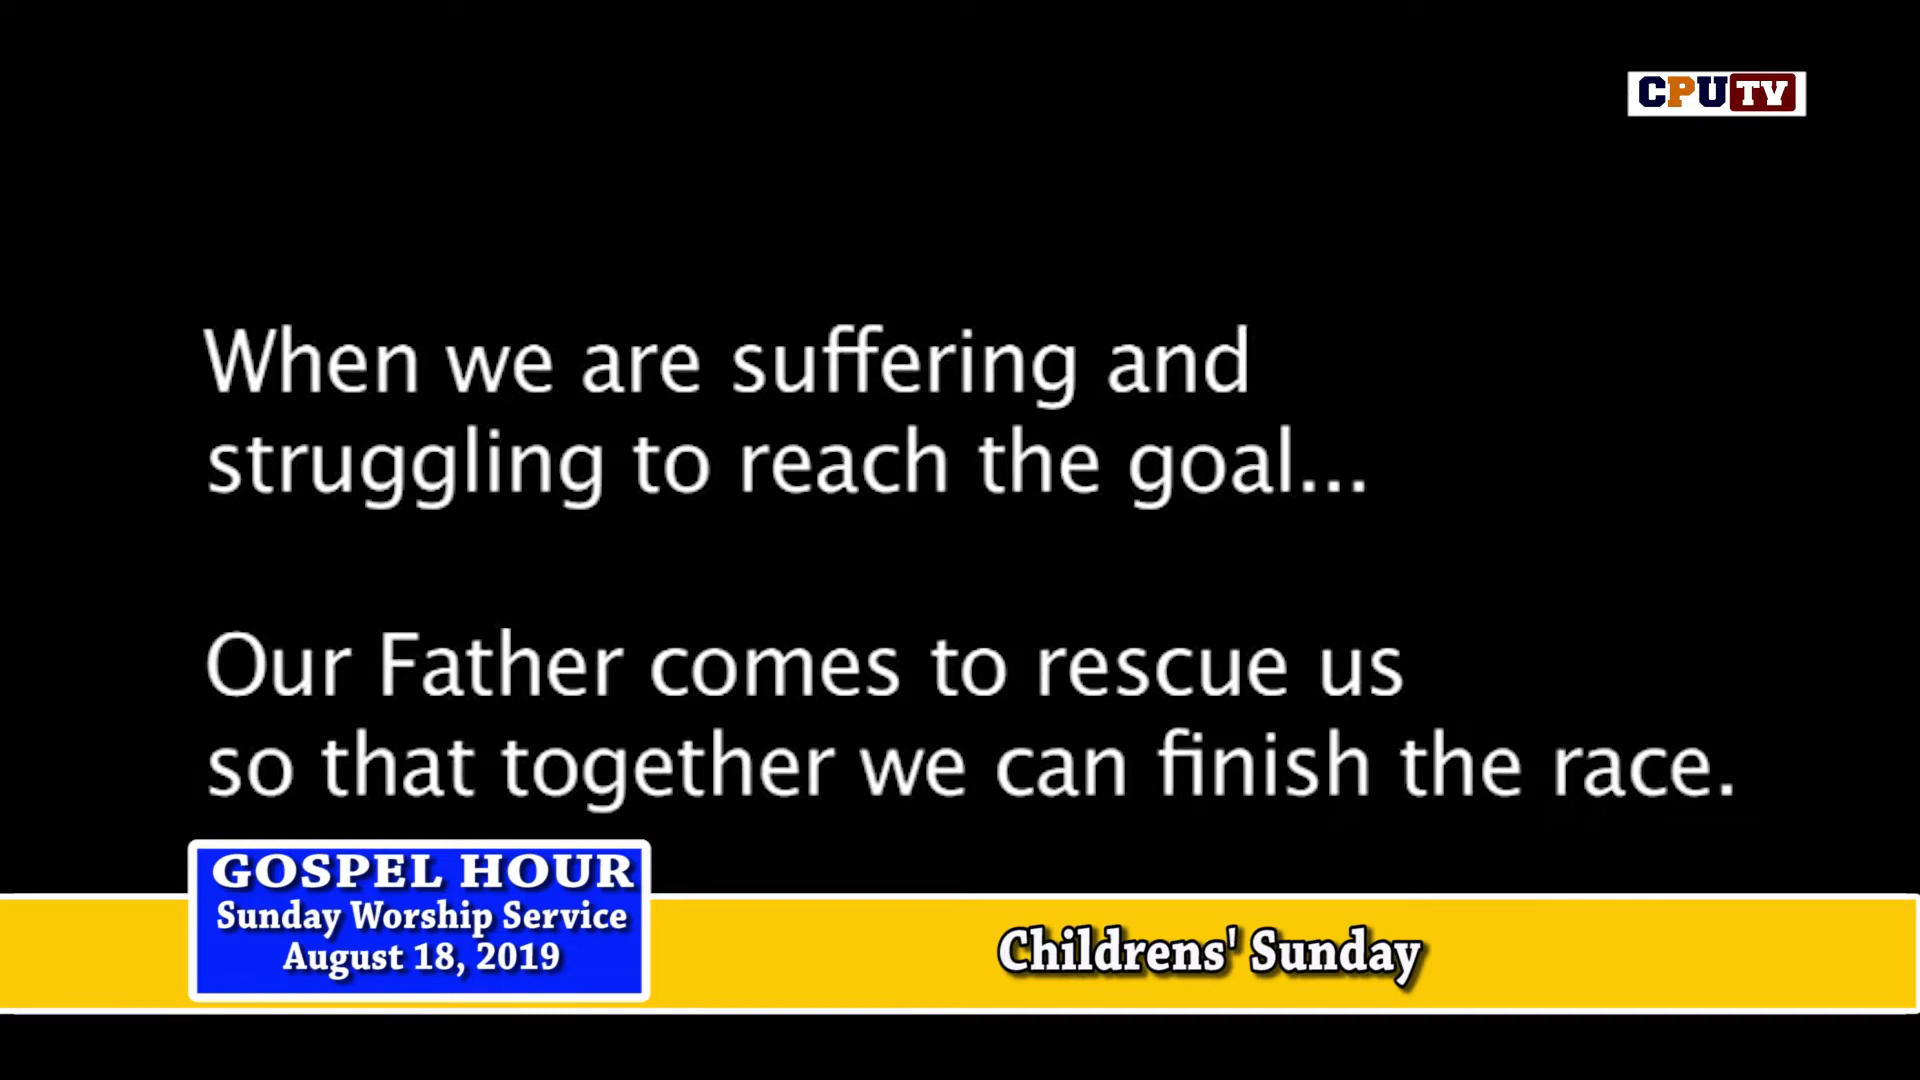 CPUTV
When we are suffering and
struggling to reach the goal...
Our Father comes to rescue us
so that together we can finish the race.
GOSPEL HOUR
Sunday Worship Service
August 18, 2019
Childrens' Sunday